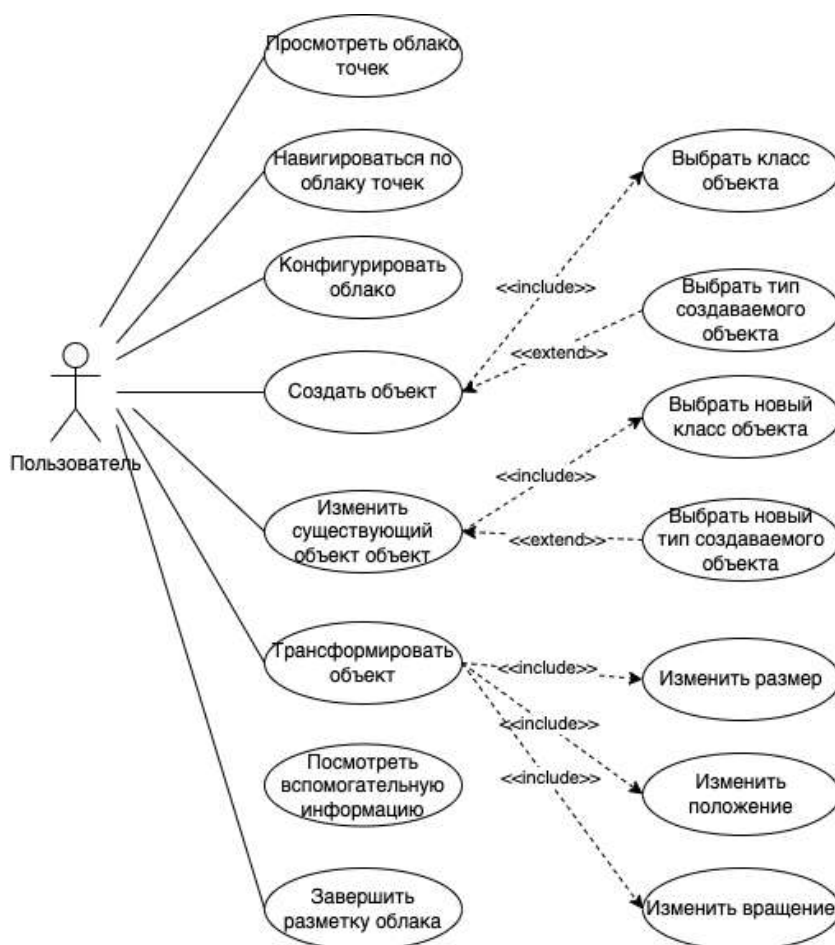 Просмотреть облако
точек
Навигироваться по
облаку точек
Конфигурировать
облако
Создать объект
Изменить
существующий
объект объект
Трансформировать
объект
Посмотреть
вспомогательную
информацию
Завершить
разметку облака
Пользователь
<<include>>
<<extend>>
<<include>>
<<extend>>
<<include>>
<<include>>
<<include>>
Выбрать класс
объекта
Выбрать тип
создаваемого
объекта
Выбрать новый
класс объекта
Выбрать новый
тип создаваемого
объекта
Изменить размер
Изменить
положение
Изменить вращение